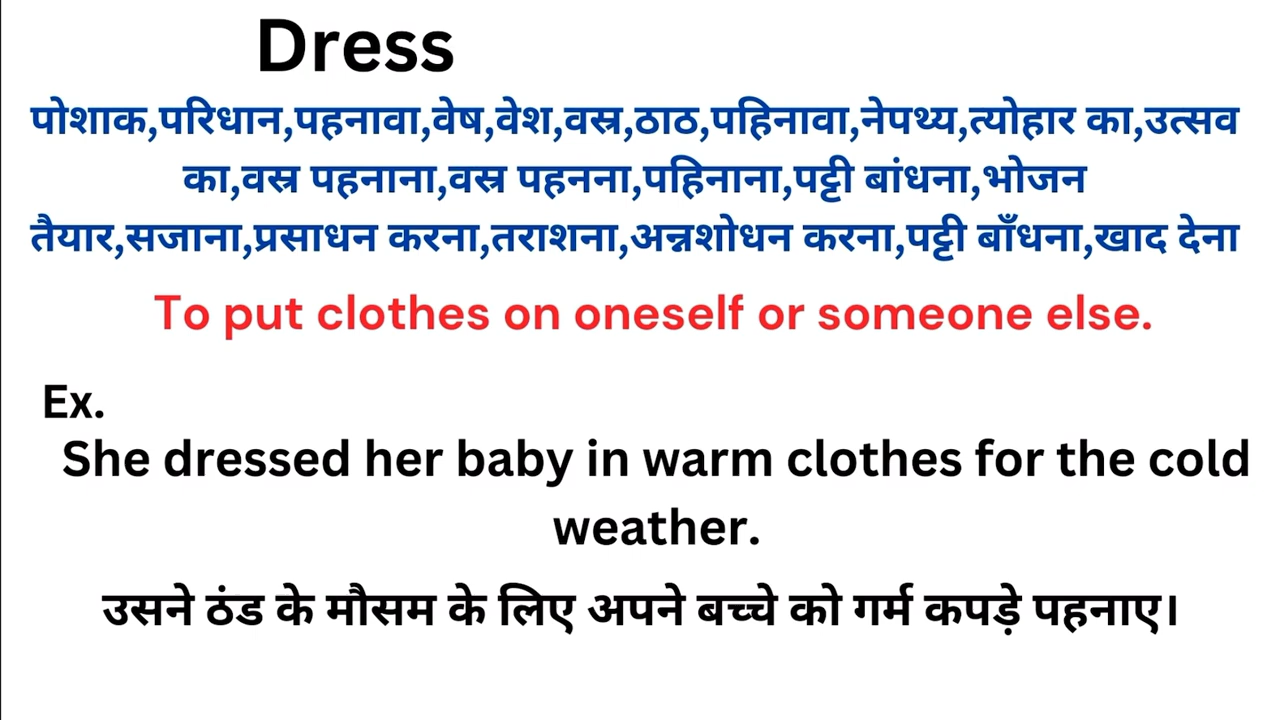 Dress
पोशाक,परिधान,पहनावा,वेष,वेश,वस्त्र,ठाठ,पहिनावा,नेपथ्य,त्योहार का,उत्सव
का,वस्त्र पहनाना,वस्त्र पहनना,पहिनाना,पट्टी बांधना,भोजन
तैयार,सजाना,प्रसाधन करना,तराशना,अन्नशोधन करना,पट्टी बाँधना,खाद देना
To put clothes on oneself or someone else.
Ex.
She dressed her baby in warm clothes for the cold
weather.
उसने ठंड के मौसम के लिए अपने बच्चे को गर्म कपड़े पहनाए।